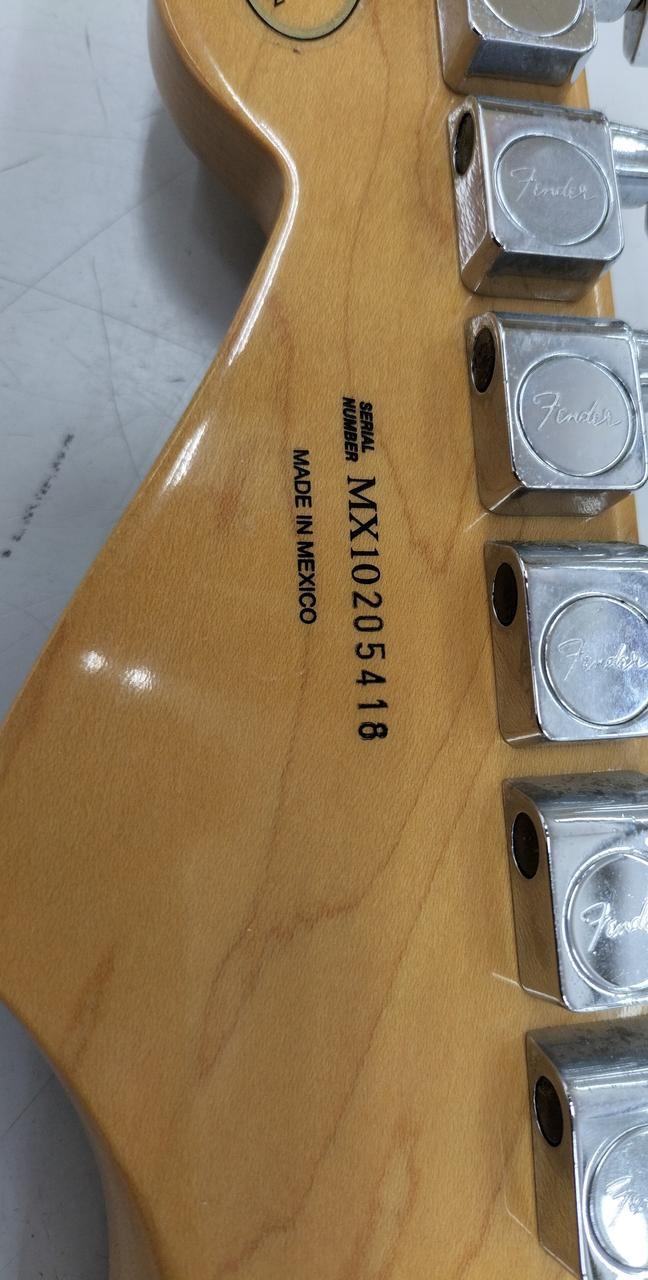 SERIAL
NUMBER
MX10205418
MADE IN MEXICO
Fender
Fender
Fender
Fender